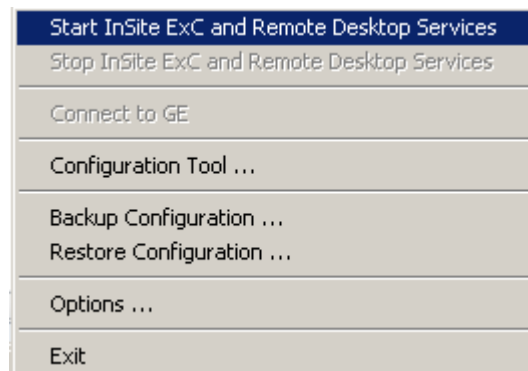 Start InSite ExC and Remote Desktop Services
Stop InSite ExC and Remote Desktop Services
Connect to GE
Configuration Tool ...
Backup Configuration ...
Restore Configuration ...
Options ...
Exit